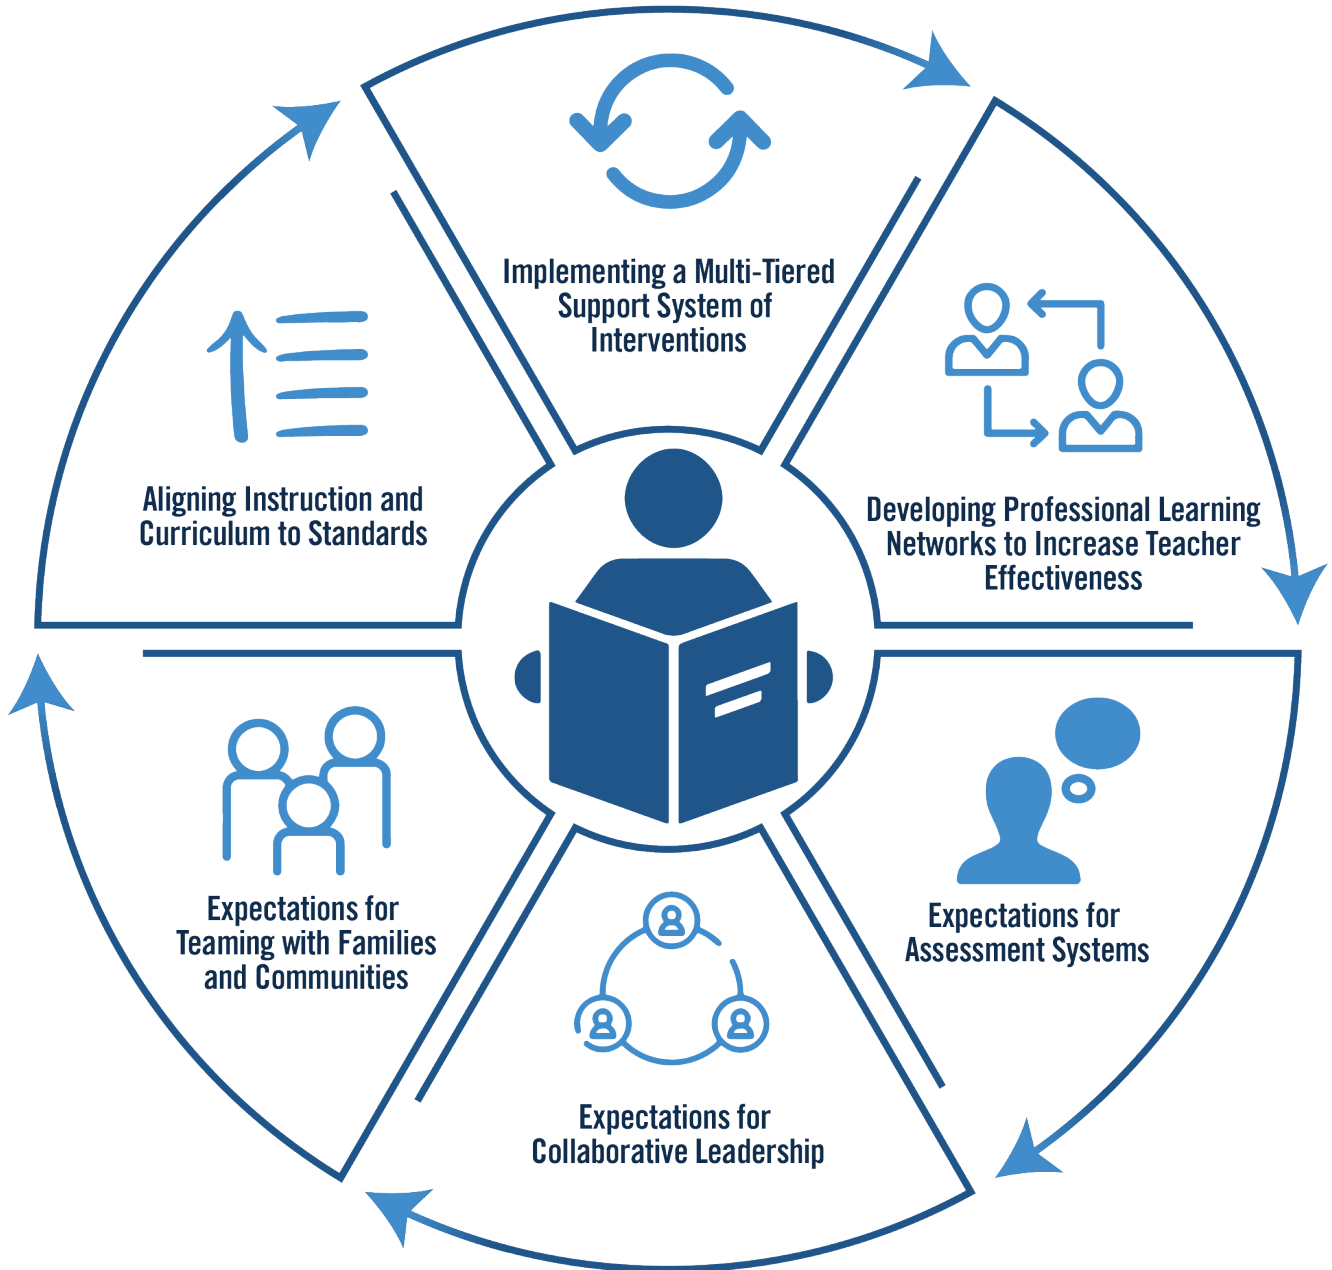 Implementing a Multi-Tiered
Support System of
Interventions
Developing Professional Learning
Networks to Increase Teacher
Effectiveness
Expectations for
Assessment Systems
Expectations for
Collaborative Leadership
Expectations for
Teaming with Families
and Communities
Aligning Instruction and
Curriculum to Standards